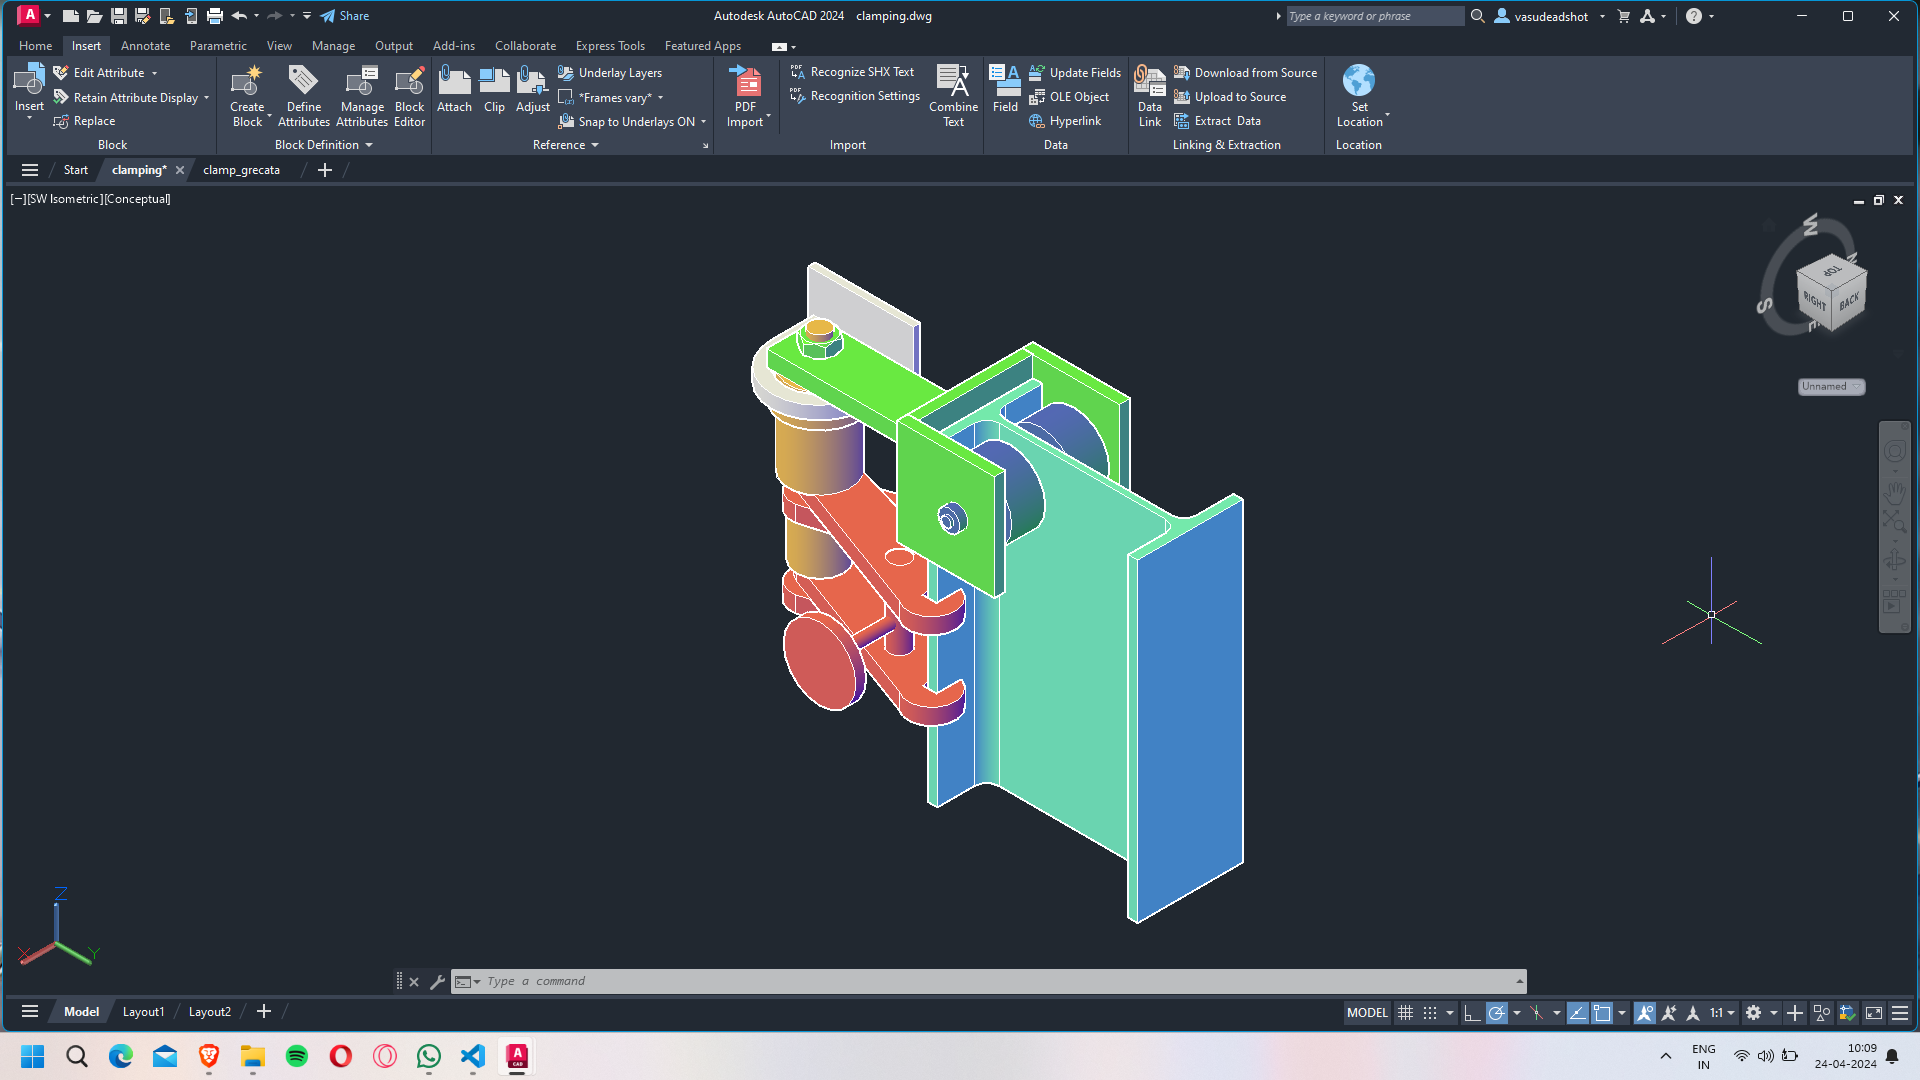 A Share Autodesk AutoCAD 2024 clamping.dwg Type a keyword or phrase vasudeadshot
Home Insert Annotate Parametric View Manage Output Add-ins Collaborate Express Tools Featured Apps
Insert
Edit Attribute
Retain Attribute Display
Replace
Block
Create Block
Define Attributes
Manage Attributes
Block Editor
Block Definition
Attach
Clip
Adjust
Underlay Layers
*Frames vary*
Snap to Underlays ON
Reference
PDF Import
Recognize SHX Text
Recognition Settings
Combine Text
Import
Field
Update Fields
OLE Object
Hyperlink
Data
Data Link
Download from Source
Upload to Source
Extract Data
Linking & Extraction
Set Location
Location
Start clamping* clamp_grecata
[−][SW Isometric][Conceptual]
W
N
S
E
TOP
RIGHT
BACK
Unnamed
Z
X
Y
Type a command
Model Layout1 Layout2
MODEL
1:1
A CAD
ENG
IN
10:09
24-04-2024